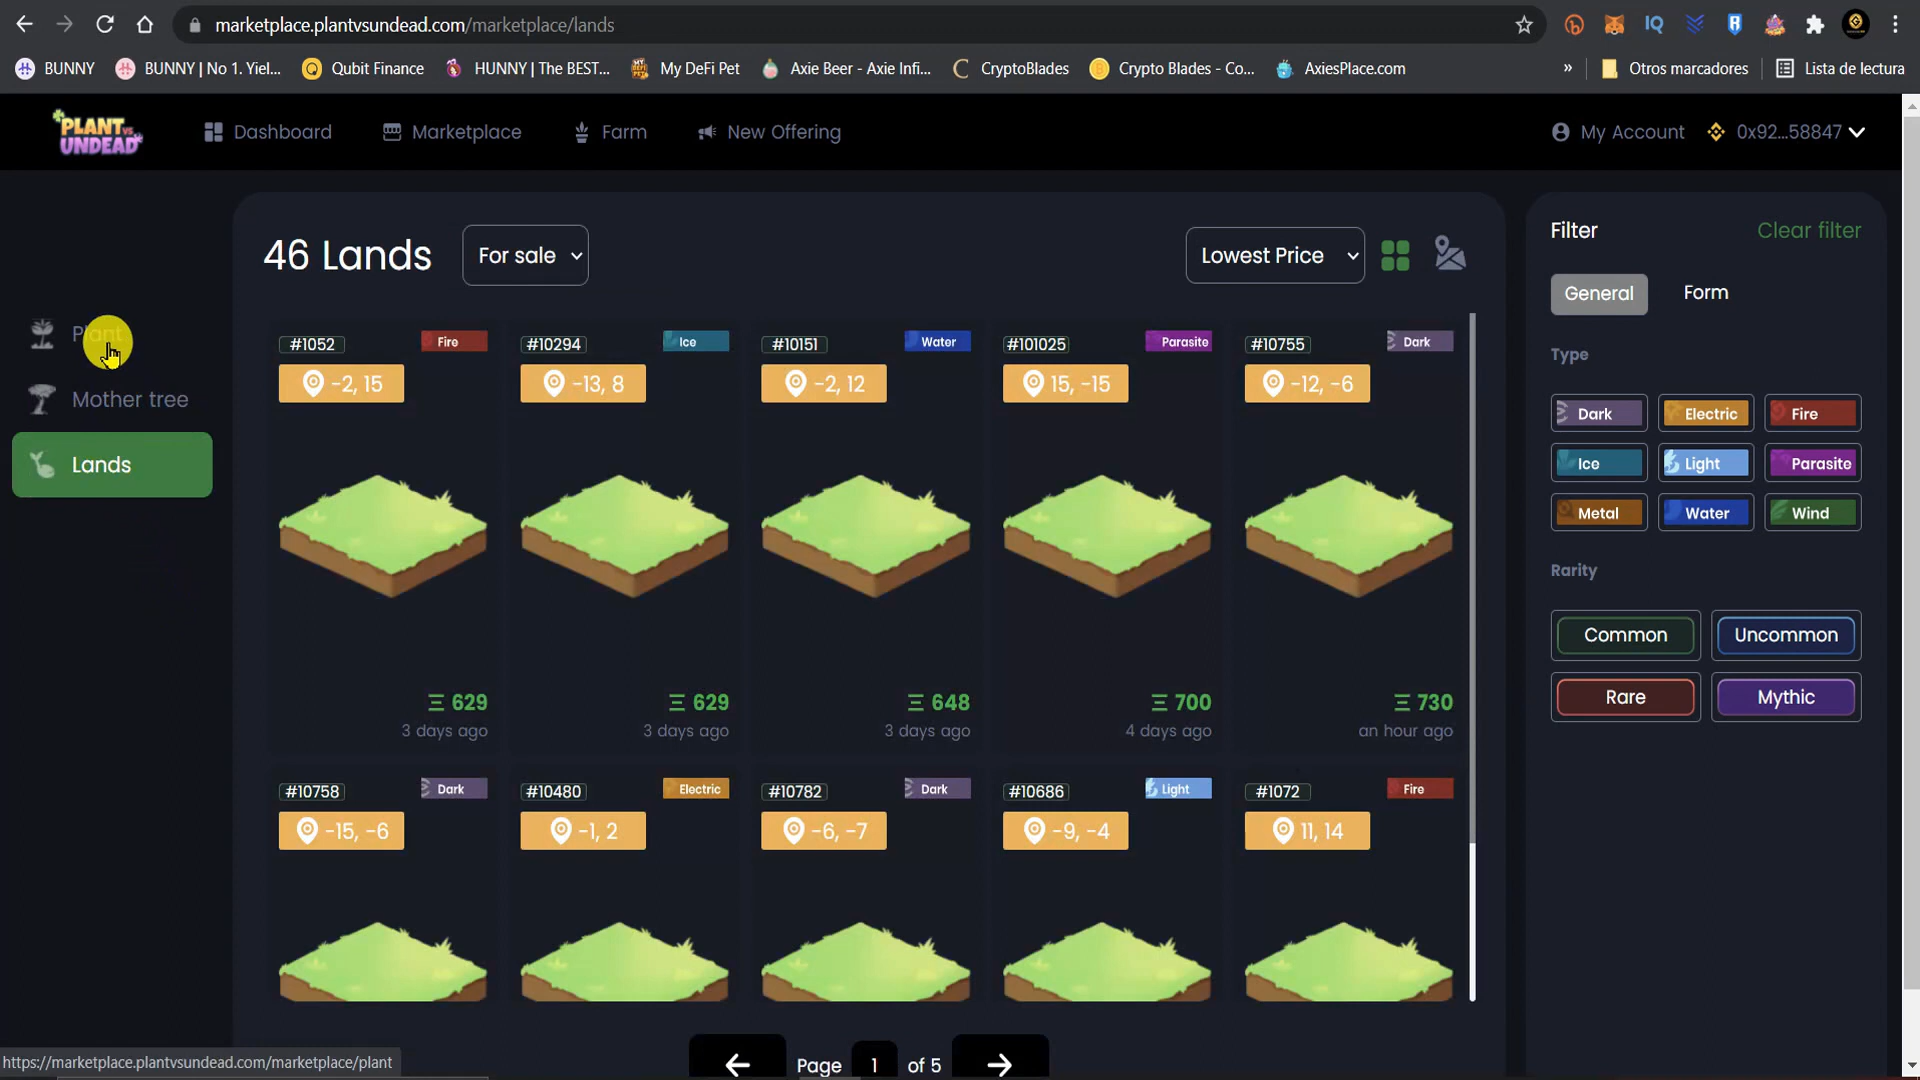 marketplace.plantvsundead.com/marketplace/lands
BUNNY
BUNNY | No 1. Yiel...
Qubit Finance
HUNNY | The BEST...
My DeFi Pet
Axie Beer - Axie Infi...
CryptoBlades
Crypto Blades - Co...
AxiesPlace.com
»
Otros marcadores
Lista de lectura
PLANT VS UNDEAD
Dashboard
Marketplace
Farm
New Offering
My Account
0x92...58847
Plant
Mother tree
Lands
46 Lands
For sale
Lowest Price
#1052 Fire
-2, 15
629
3 days ago
#10294 Ice
-13, 8
629
3 days ago
#10151 Water
-2, 12
648
3 days ago
#101025 Parasite
15, -15
700
4 days ago
#10755 Dark
-12, -6
730
an hour ago
#10758 Dark
-15, -6
#10480 Electric
-1, 2
#10782 Dark
-6, -7
#10686 Light
-9, -4
#1072 Fire
11, 14
Page 1 of 5
Filter
Clear filter
General
Form
Type
Dark
Electric
Fire
Ice
Light
Parasite
Metal
Water
Wind
Rarity
Common
Uncommon
Rare
Mythic
https://marketplace.plantvsundead.com/marketplace/plant